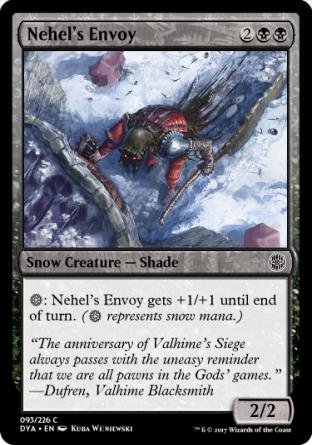 Nehel's Envoy 2
Snow Creature — Shade
: Nehel's Envoy gets +1/+1 until end
of turn. ( represents snow mana.)
"The anniversary of Valhime's Siege
always passes with the uneasy reminder
that we are all pawns in the Gods' games."
—Dufren, Valhime Blacksmith
2/2
093/226 C
DYA • EN Kuba Wuniewski
™ & © 2017 Wizards of the Coast